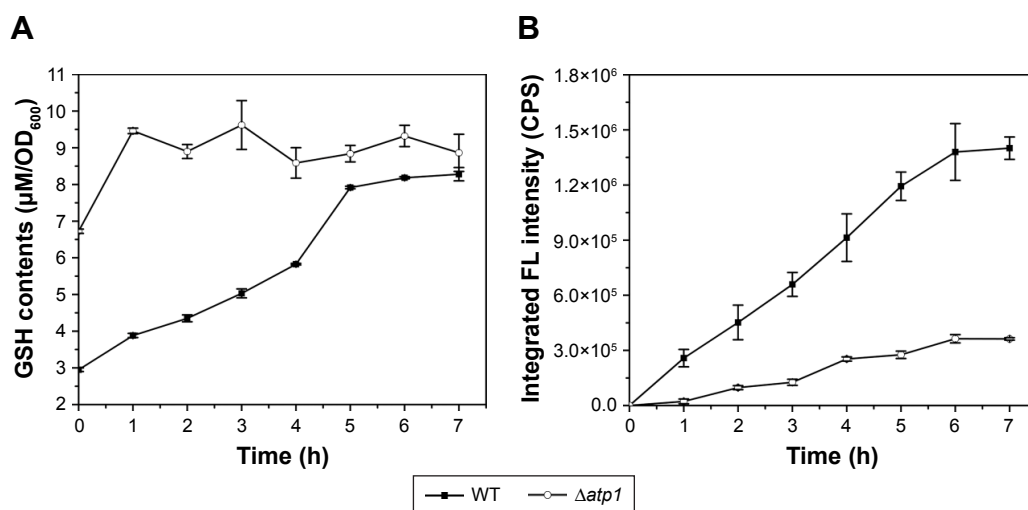 A
GSH contents (µM/OD600)
11
10
9
8
7
6
5
4
3
2
0 1 2 3 4 5 6 7
Time (h)
B
Integrated FL intensity (CPS)
1.8×10⁶
1.5×10⁶
1.2×10⁶
9.0×10⁵
6.0×10⁵
3.0×10⁵
0.0
0 1 2 3 4 5 6 7
Time (h)
WT Δatp1